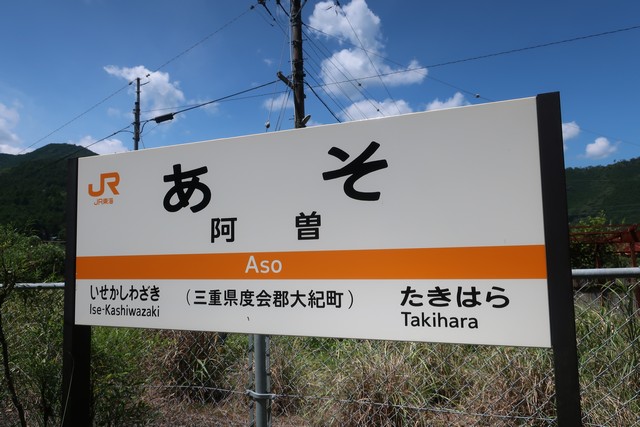 JR
JR東海
あそ
阿曽
Aso
いせかしわざき
Ise-Kashiwazaki
(三重県度会郡大紀町)
たきはら
Takihara